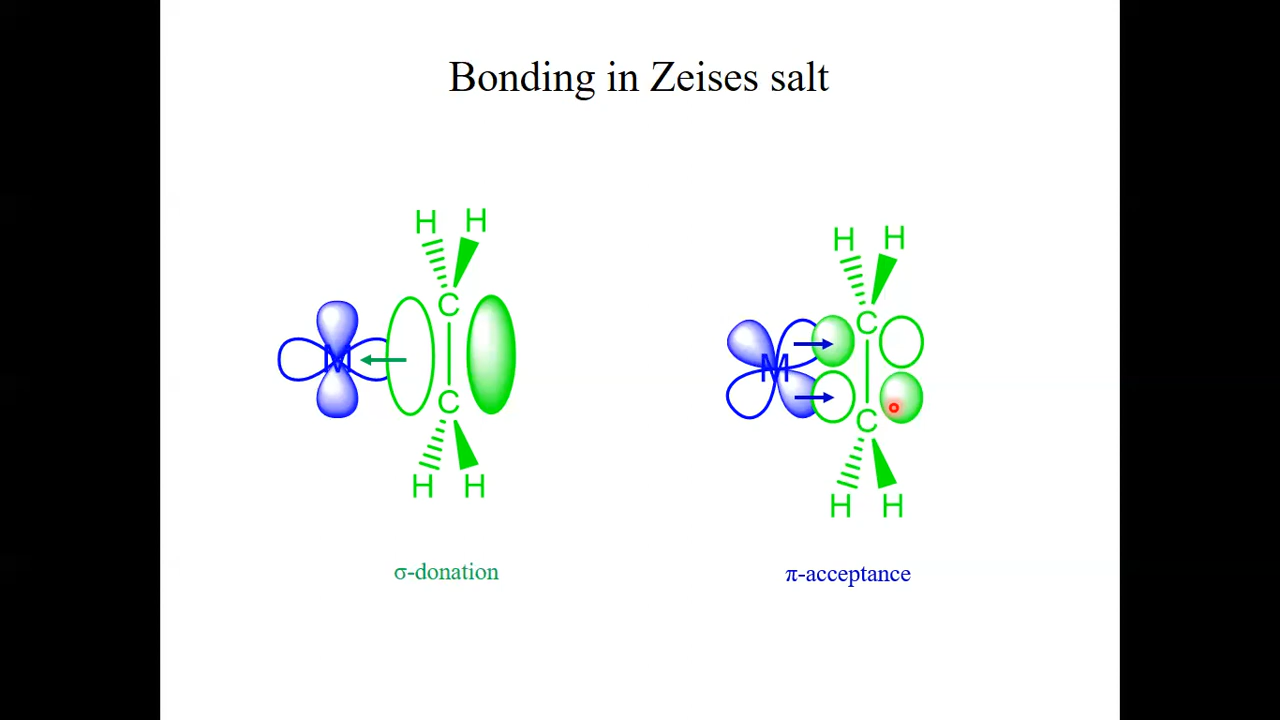 Bonding in Zeises salt
H H
H H
C
C
M
M
C
C
H H
H H
σ-donation
π-acceptance